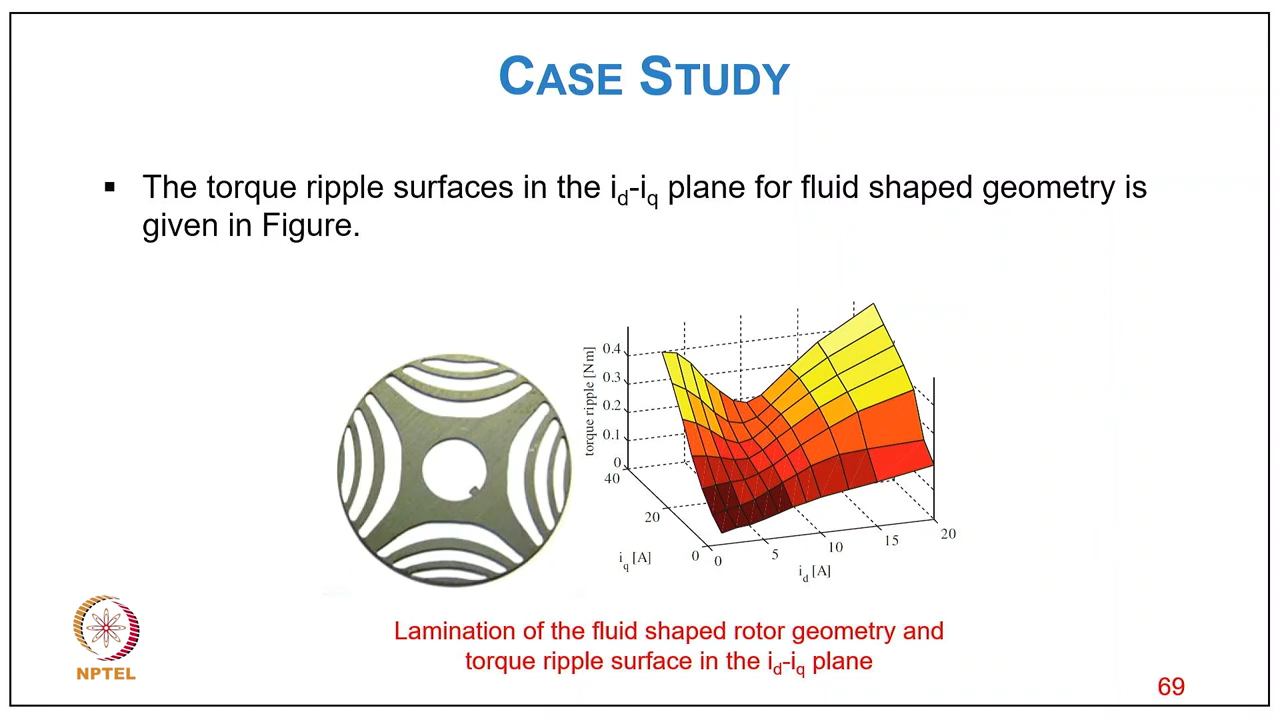 CASE STUDY
▪ The torque ripple surfaces in the id-iq plane for fluid shaped geometry is
given in Figure.
torque ripple [Nm]
0.4
0.3
0.2
0.1
0
40
20
0
iq [A]
0
5
10
15
20
id [A]
Lamination of the fluid shaped rotor geometry and
torque ripple surface in the id-iq plane
NPTEL
69